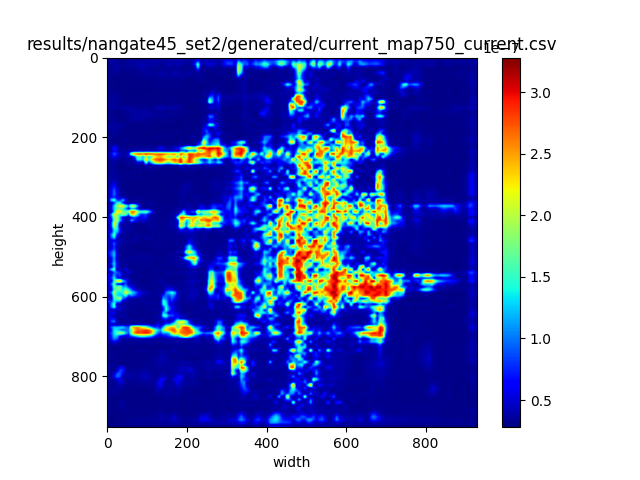 results/nangate45_set2/generated/current_map750_current.csv
1e−7
0
200
400
600
800
height
0 200 400 600 800
width
3.0
2.5
2.0
1.5
1.0
0.5